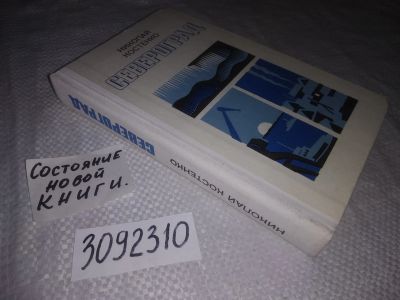 НИКОЛАЙ
КОСТЕНКО
СЕВЕРОГРАД
СЕВЕРОГРАД
НИКОЛАЙ КОСТЕНКО
Состояние
новой
КНИГИ.
3092310